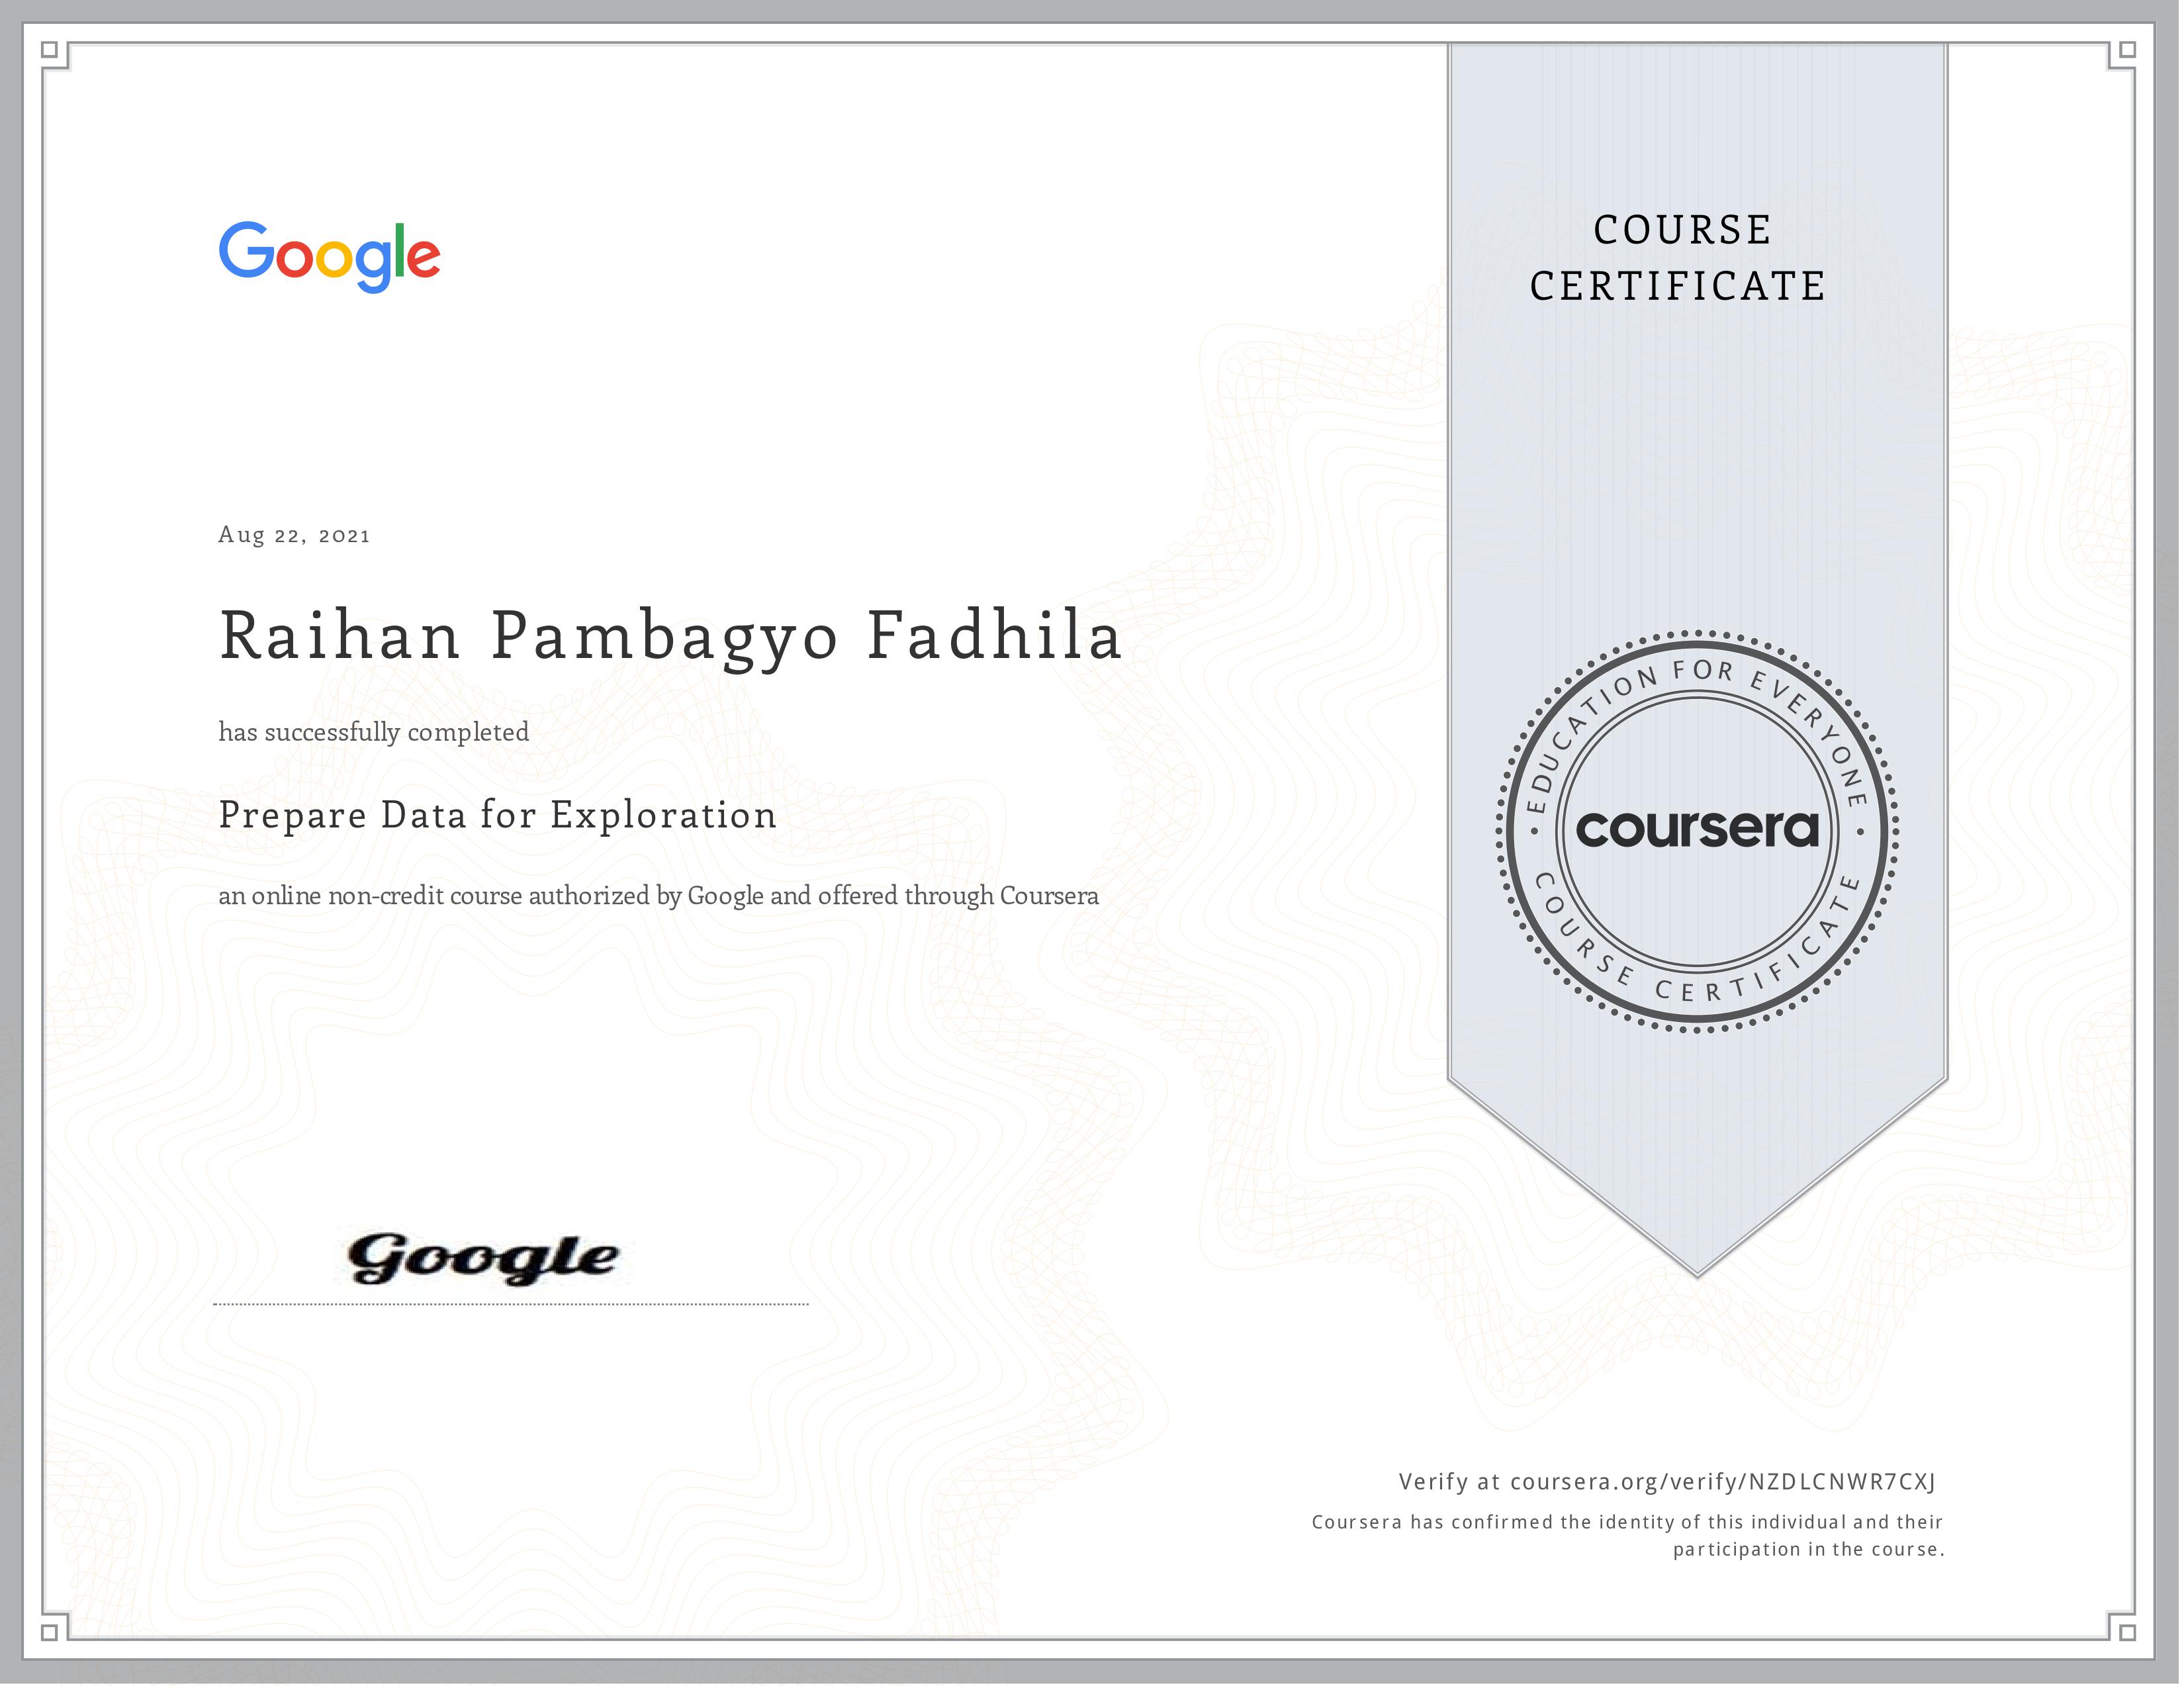 Google
COURSE
CERTIFICATE
Aug 22, 2021
Raihan Pambagyo Fadhila
has successfully completed
Prepare Data for Exploration
an online non-credit course authorized by Google and offered through Coursera
EDUCATION FOR EVERYONE
coursera
COURSE CERTIFICATE
Google
Verify at coursera.org/verify/NZDLCNWR7CXJ
Coursera has confirmed the identity of this individual and their
participation in the course.